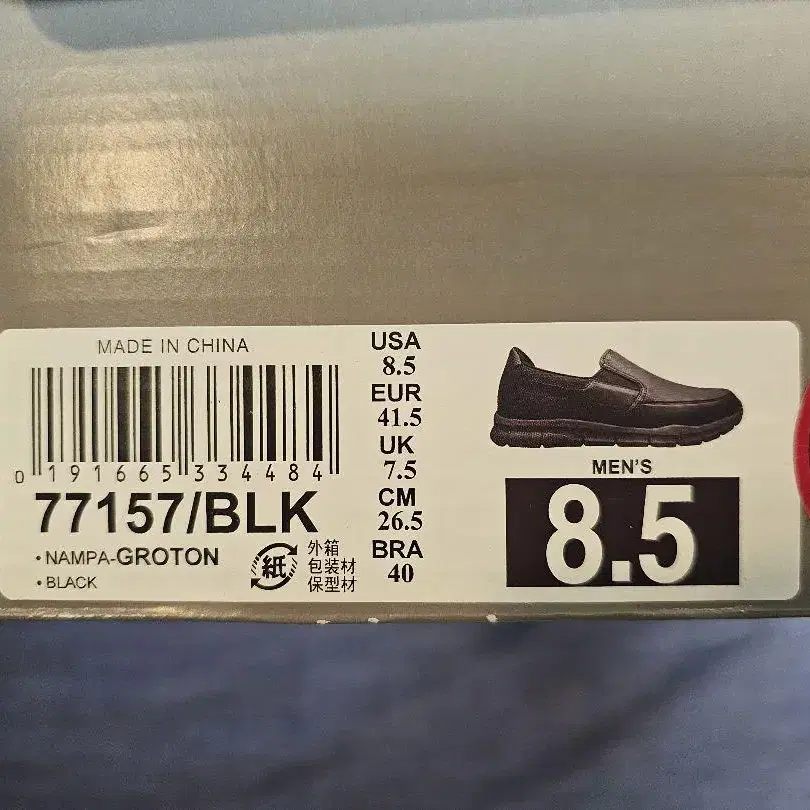 MADE IN CHINA
0 191665 334484
77157/BLK
• NAMPA-GROTON
• BLACK
紙
外箱
包装材
保型材
USA
8.5
EUR
41.5
UK
7.5
CM
26.5
BRA
40
MEN'S
8.5